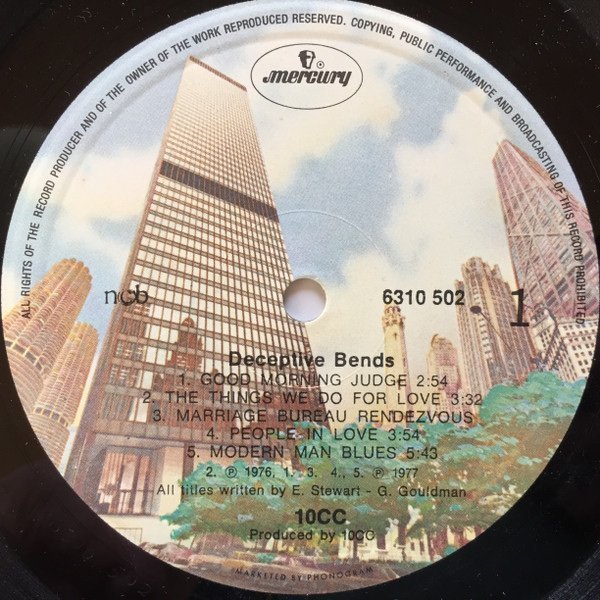 ALL RIGHTS OF THE RECORD PRODUCER AND OF THE OWNER OF THE WORK REPRODUCED RESERVED. COPYING, PUBLIC PERFORMANCE AND BROADCASTING OF THIS RECORD PROHIBITED.
mercury
ncb
6310 502
1
Deceptive Bends
1. GOOD MORNING JUDGE 2:54
2. THE THINGS WE DO FOR LOVE 3:32
3. MARRIAGE BUREAU RENDEZVOUS
4. PEOPLE IN LOVE 3:54
5. MODERN MAN BLUES 5:43
2. ℗ 1976, 1. 3. 4., 5. ℗ 1977
All titles written by E. Stewart - G. Gouldman
10CC
Produced by 10CC
MARKETED BY PHONOGRAM